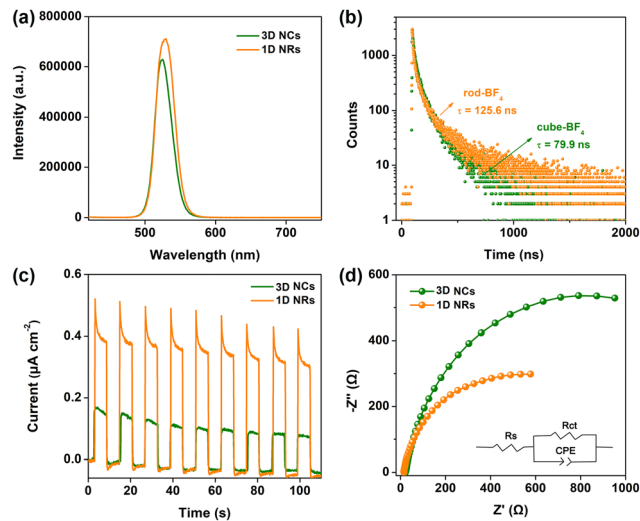 (a)
3D NCs
1D NRs
Intensity (a.u.)
800000
600000
400000
200000
0
500
600
700
Wavelength (nm)
(b)
rod-BF₄
τ = 125.6 ns
cube-BF₄
τ = 79.9 ns
Counts
1000
100
10
1
0
1000
2000
Time (ns)
(c)
3D NCs
1D NRs
Current (μA cm⁻²)
0.6
0.4
0.2
0.0
0
20
40
60
80
100
Time (s)
(d)
3D NCs
1D NRs
-Z'' (Ω)
600
300
0
Rs
Rct
CPE
0
200
400
600
800
1000
Z' (Ω)